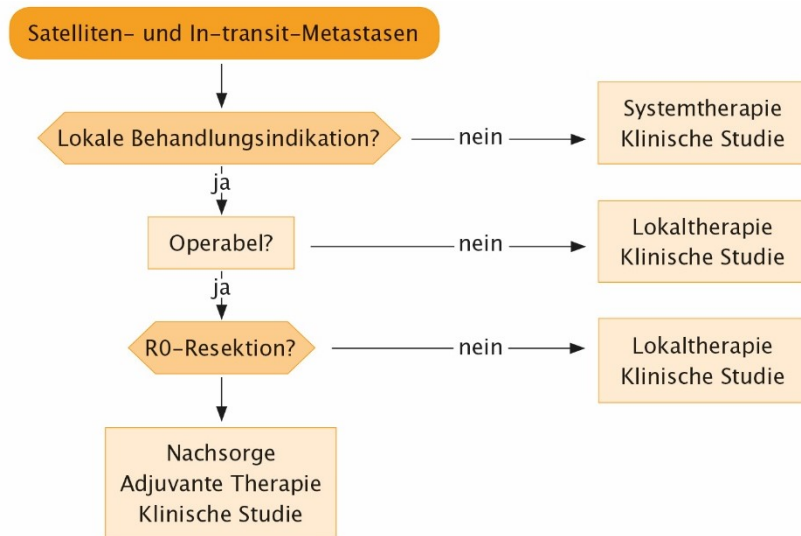 Satelliten- und In-transit-Metastasen
Lokale Behandlungsindikation?
nein
Systemtherapie
Klinische Studie
ja
Operabel?
nein
Lokaltherapie
Klinische Studie
ja
R0-Resektion?
nein
Lokaltherapie
Klinische Studie
Nachsorge
Adjuvante Therapie
Klinische Studie